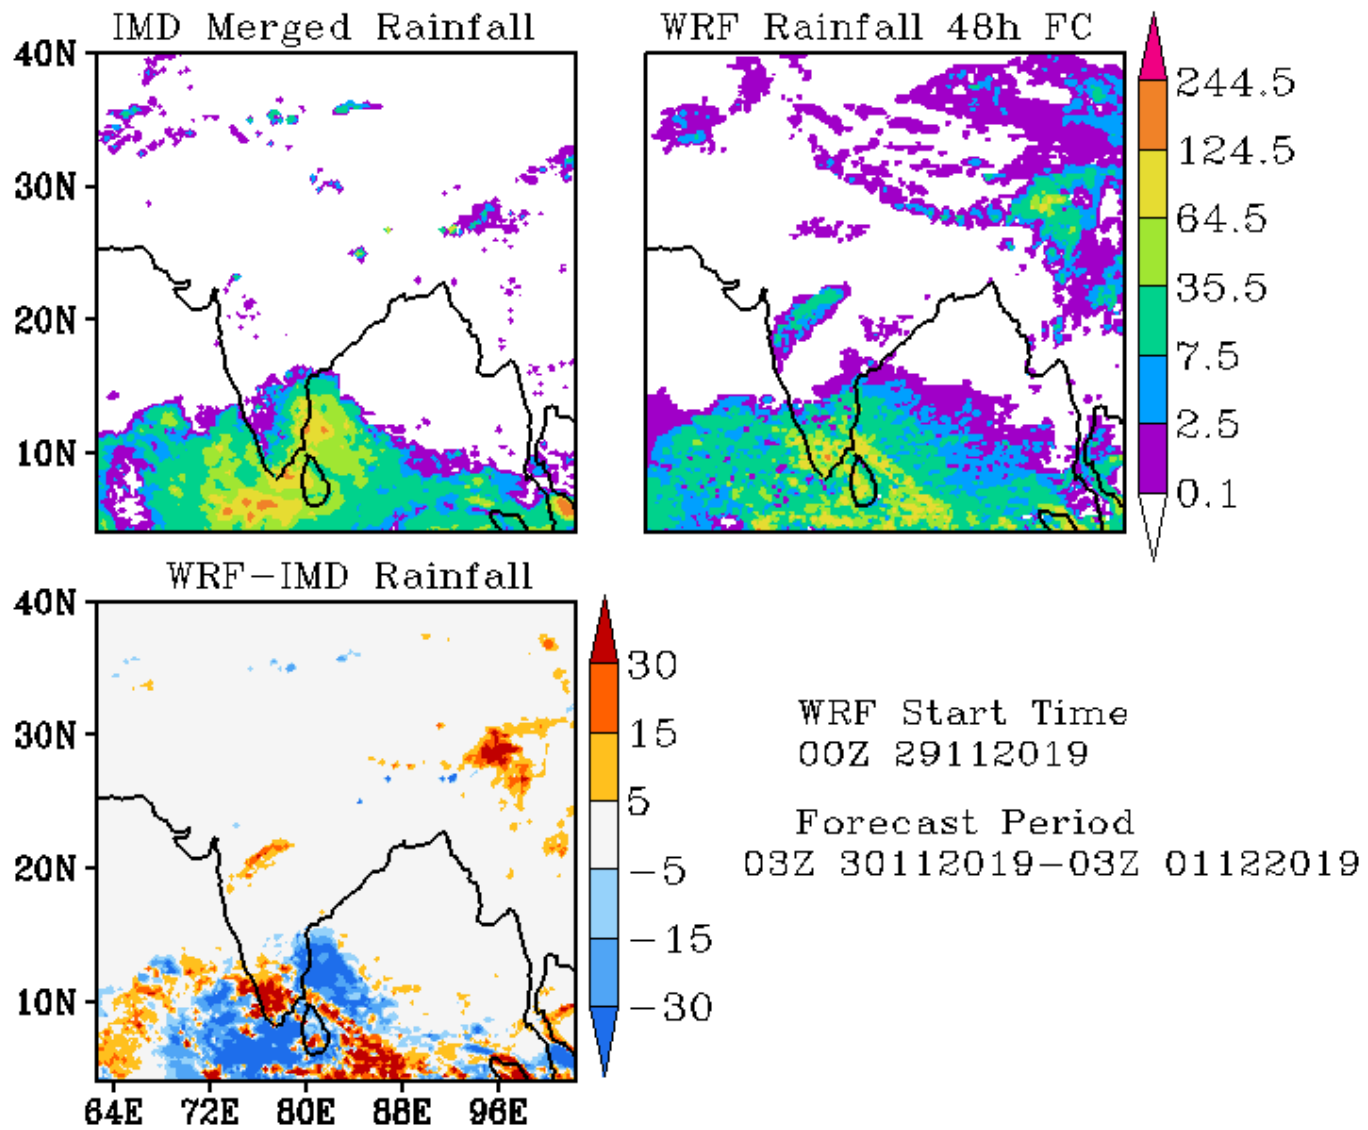 IMD Merged Rainfall
WRF Rainfall 48h FC
40N
30N
20N
10N
244.5
124.5
64.5
35.5
7.5
2.5
0.1
WRF-IMD Rainfall
40N
30N
20N
10N
64E 72E 80E 88E 96E
30
15
5
-5
-15
-30
WRF Start Time
00Z 29112019
Forecast Period
03Z 30112019-03Z 01122019